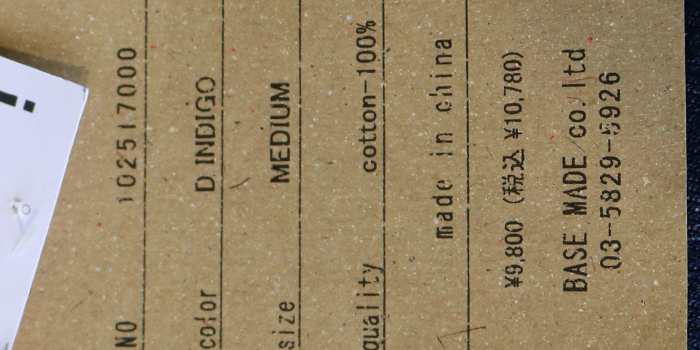 NO 102517000
color D.INDIGO
size MEDIUM
quality cotton-100%
made in china
¥9,800 (税込 ¥10,780)
BASE MADE co.ltd
03-5829-5926